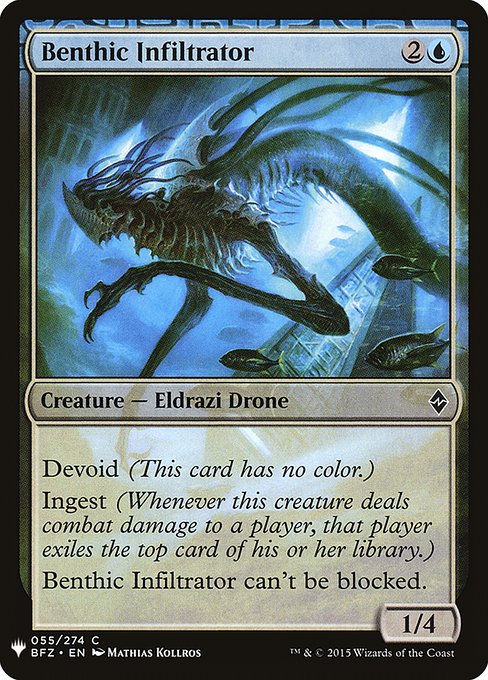 Benthic Infiltrator 2
Creature — Eldrazi Drone
Devoid (This card has no color.)
Ingest (Whenever this creature deals
combat damage to a player, that player
exiles the top card of his or her library.)
Benthic Infiltrator can't be blocked.
1/4
055/274 C
BFZ • EN Mathias Kollros ™ & © 2015 Wizards of the Coast